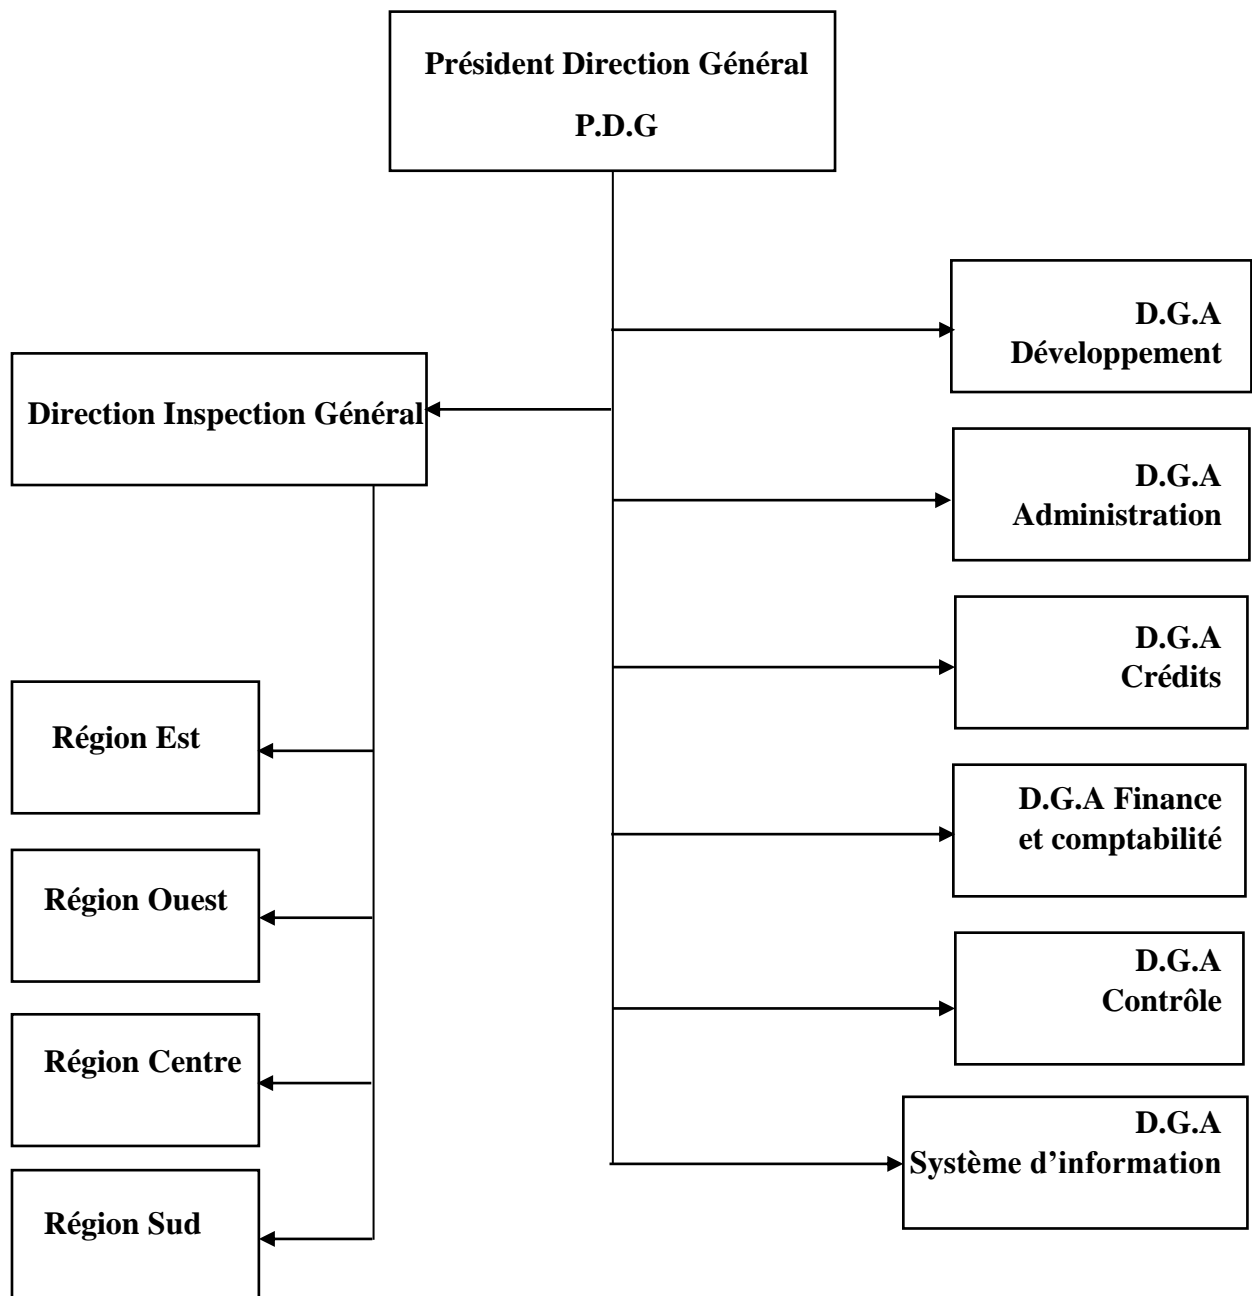 Président Direction Général
P.D.G
D.G.A
Développement
Direction Inspection Général
D.G.A
Administration
D.G.A
Crédits
Région Est
D.G.A Finance
et comptabilité
Région Ouest
D.G.A
Contrôle
Région Centre
D.G.A
Système d’information
Région Sud